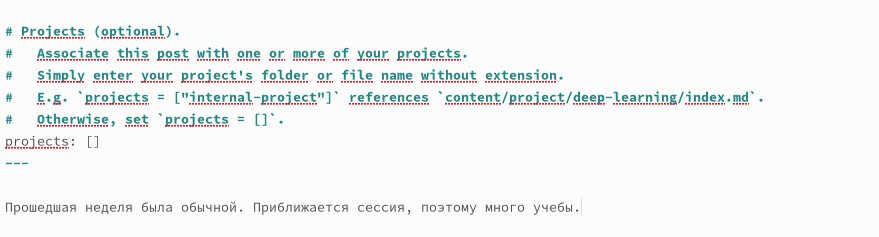 # Projects (optional).
#   Associate this post with one or more of your projects.
#   Simply enter your project's folder or file name without extension.
#   E.g. `projects = ["internal-project"]` references `content/project/deep-learning/index.md`.
#   Otherwise, set `projects = []`.
projects: []
---
Прошедшая неделя была обычной. Приближается сессия, поэтому много учебы.